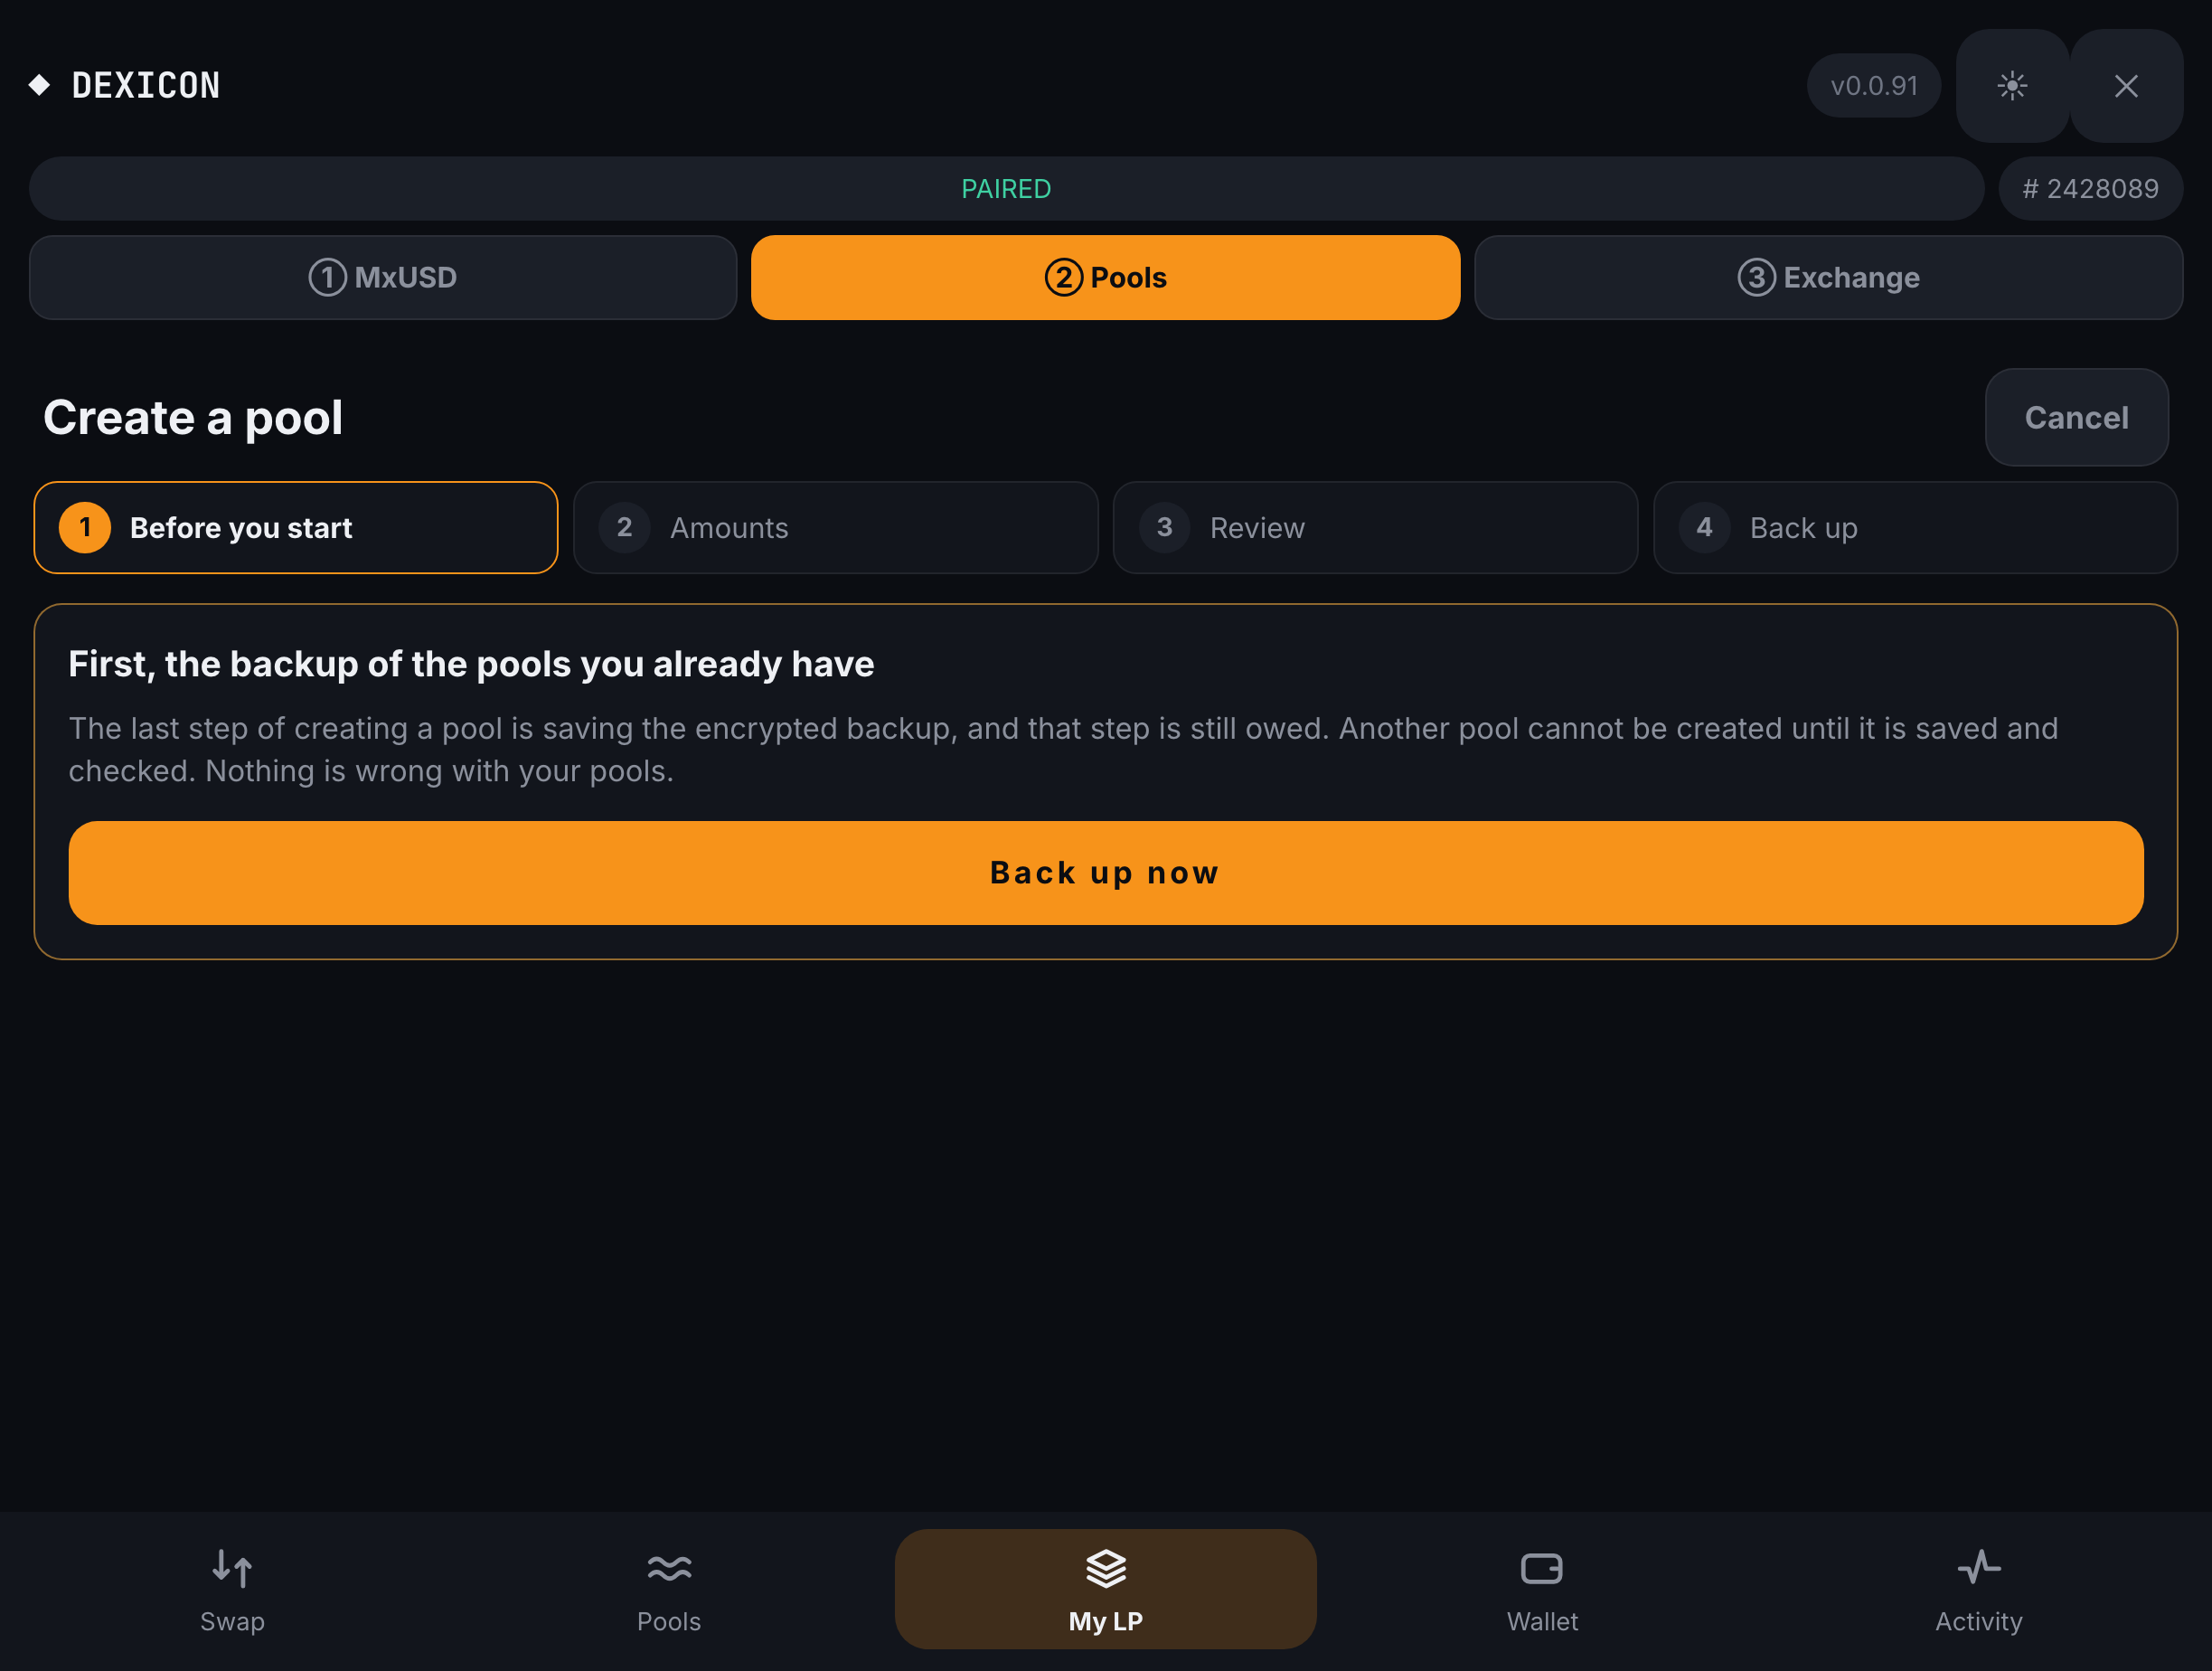 ◆ DEXICON
v0.0.91
PAIRED
# 2428089
① MxUSD
② Pools
③ Exchange
Create a pool
Cancel
1 Before you start
2 Amounts
3 Review
4 Back up
First, the backup of the pools you already have
The last step of creating a pool is saving the encrypted backup, and that step is still owed. Another pool cannot be created until it is saved and
checked. Nothing is wrong with your pools.
Back up now
Swap
Pools
My LP
Wallet
Activity